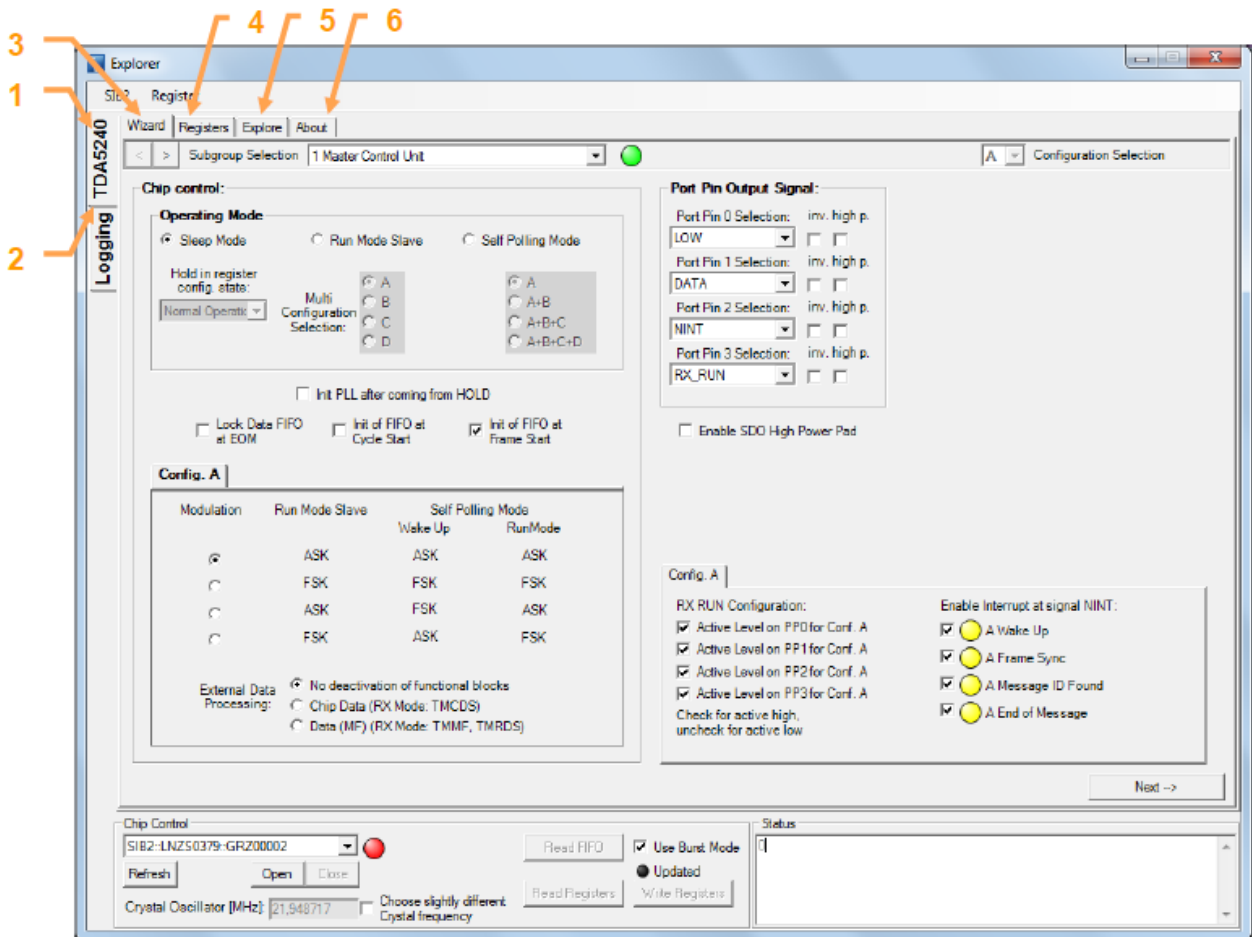 4 5 6
3
1
2
Explorer
SIB2 Register
TDA5240
Logging
Wizard Registers Explore About
< > Subgroup Selection 1 Master Control Unit A Configuration Selection
Chip control:
Operating Mode
Sleep Mode Run Mode Slave Self Polling Mode
Hold in register
config. state:
Normal Operatic
Multi
Configuration
Selection:
A
B
C
D
A
A+B
A+B+C
A+B+C+D
Init PLL after coming from HOLD
Lock Data FIFO
at EOM
Init of FIFO at
Cycle Start
Init of FIFO at
Frame Start
Config. A
Modulation Run Mode Slave Self Polling Mode
Wake Up RunMode
ASK ASK ASK
FSK FSK FSK
ASK FSK ASK
FSK ASK FSK
External Data
Processing:
No deactivation of functional blocks
Chip Data (RX Mode: TMCDS)
Data (MF) (RX Mode: TMMF, TMRDS)
Port Pin Output Signal:
Port Pin 0 Selection: inv. high p.
LOW
Port Pin 1 Selection: inv. high p.
DATA
Port Pin 2 Selection: inv. high p.
NINT
Port Pin 3 Selection: inv. high p.
RX_RUN
Enable SDO High Power Pad
Config. A
RX RUN Configuration:
Active Level on PP0 for Conf. A
Active Level on PP1 for Conf. A
Active Level on PP2 for Conf. A
Active Level on PP3 for Conf. A
Check for active high,
uncheck for active low
Enable Interrupt at signal NINT:
A Wake Up
A Frame Sync
A Message ID Found
A End of Message
Next -->
Chip Control
SIB2::LNZS0379::GRZ00002
Refresh Open Close
Crystal Oscillator [MHz]: 21,948717
Choose slightly different
Crystal frequency
Read FIFO Use Burst Mode
Updated
Read Registers Write Registers
Status
0